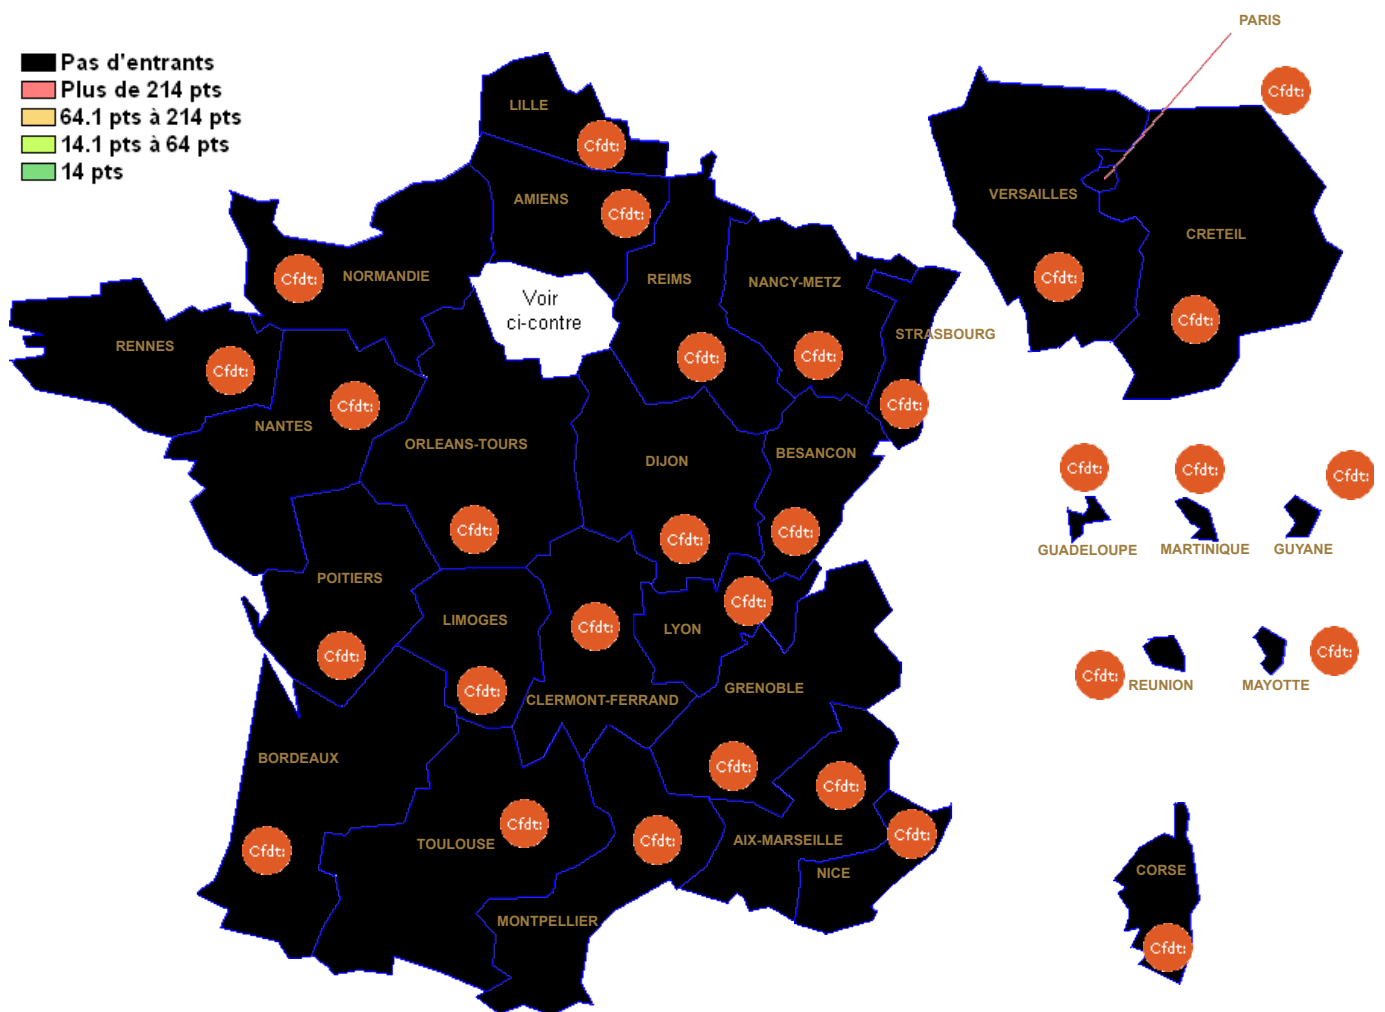 PARIS
Pas d'entrants
Plus de 214 pts
64.1 pts à 214 pts
14.1 pts à 64 pts
14 pts
Cfdt:
LILLE
Cfdt:
AMIENS
Cfdt:
VERSAILLES
CRETEIL
NORMANDIE
Cfdt:
REIMS
NANCY-METZ
Cfdt:
Voir
ci-contre
Cfdt:
STRASBOURG
RENNES
Cfdt:
Cfdt:
Cfdt:
Cfdt:
Cfdt:
NANTES
ORLEANS-TOURS
DIJON
BESANCON
Cfdt:
Cfdt:
Cfdt:
Cfdt:
Cfdt:
Cfdt:
Cfdt:
GUADELOUPE
MARTINIQUE
GUYANE
POITIERS
LIMOGES
Cfdt:
Cfdt:
LYON
Cfdt:
Cfdt:
Cfdt:
REUNION
MAYOTTE
Cfdt:
GRENOBLE
CLERMONT-FERRAND
BORDEAUX
Cfdt:
Cfdt:
Cfdt:
TOULOUSE
Cfdt:
AIX-MARSEILLE
Cfdt:
Cfdt:
NICE
CORSE
MONTPELLIER
Cfdt: